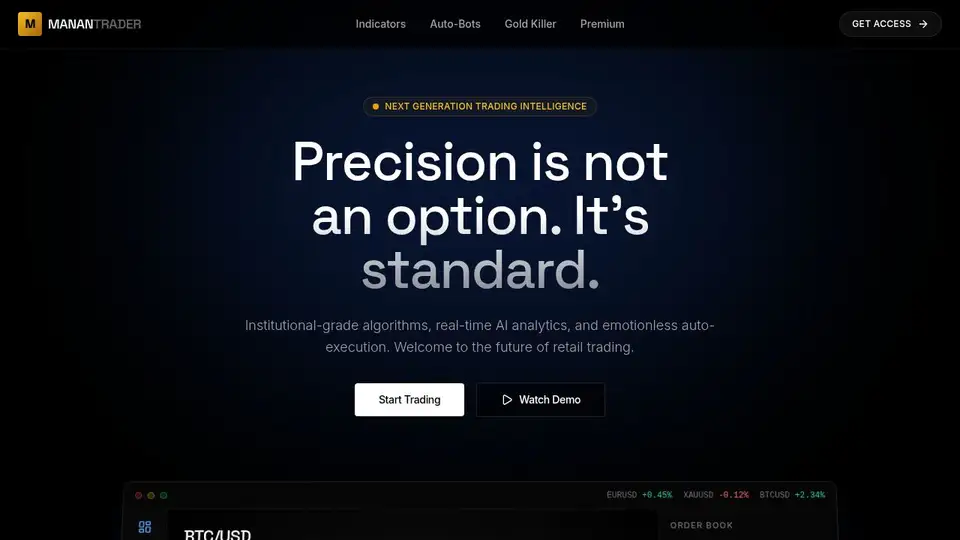 M MANANTRADER
Indicators Auto-Bots Gold Killer Premium
GET ACCESS
NEXT GENERATION TRADING INTELLIGENCE
Precision is not
an option. It’s
standard.
Institutional-grade algorithms, real-time AI analytics, and emotionless auto-
execution. Welcome to the future of retail trading.
Start Trading Watch Demo
EURUSD +0.45% XAUUSD -0.12% BTCUSD +2.34%
ORDER BOOK
BTC/USD